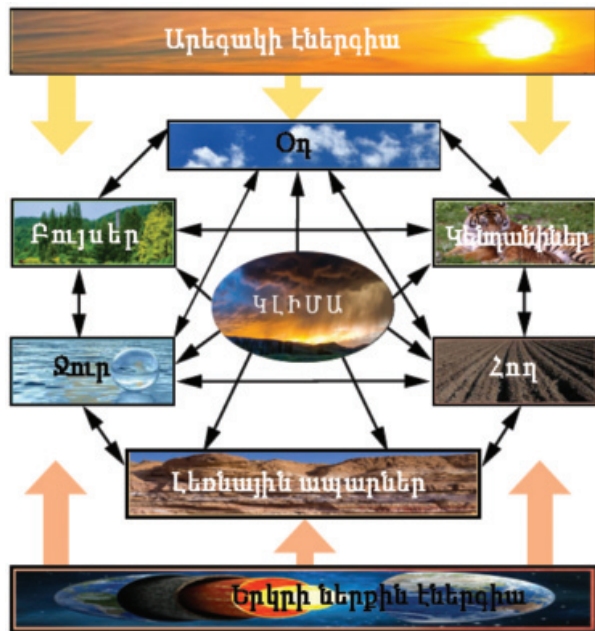 Արեգակի էներգիա
Օդ
Բույսեր
Կենդանիներ
ԿԼԻՄԱ
Ջուր
Հող
Լեռնային ապարներ
Երկրի ներքին էներգիա